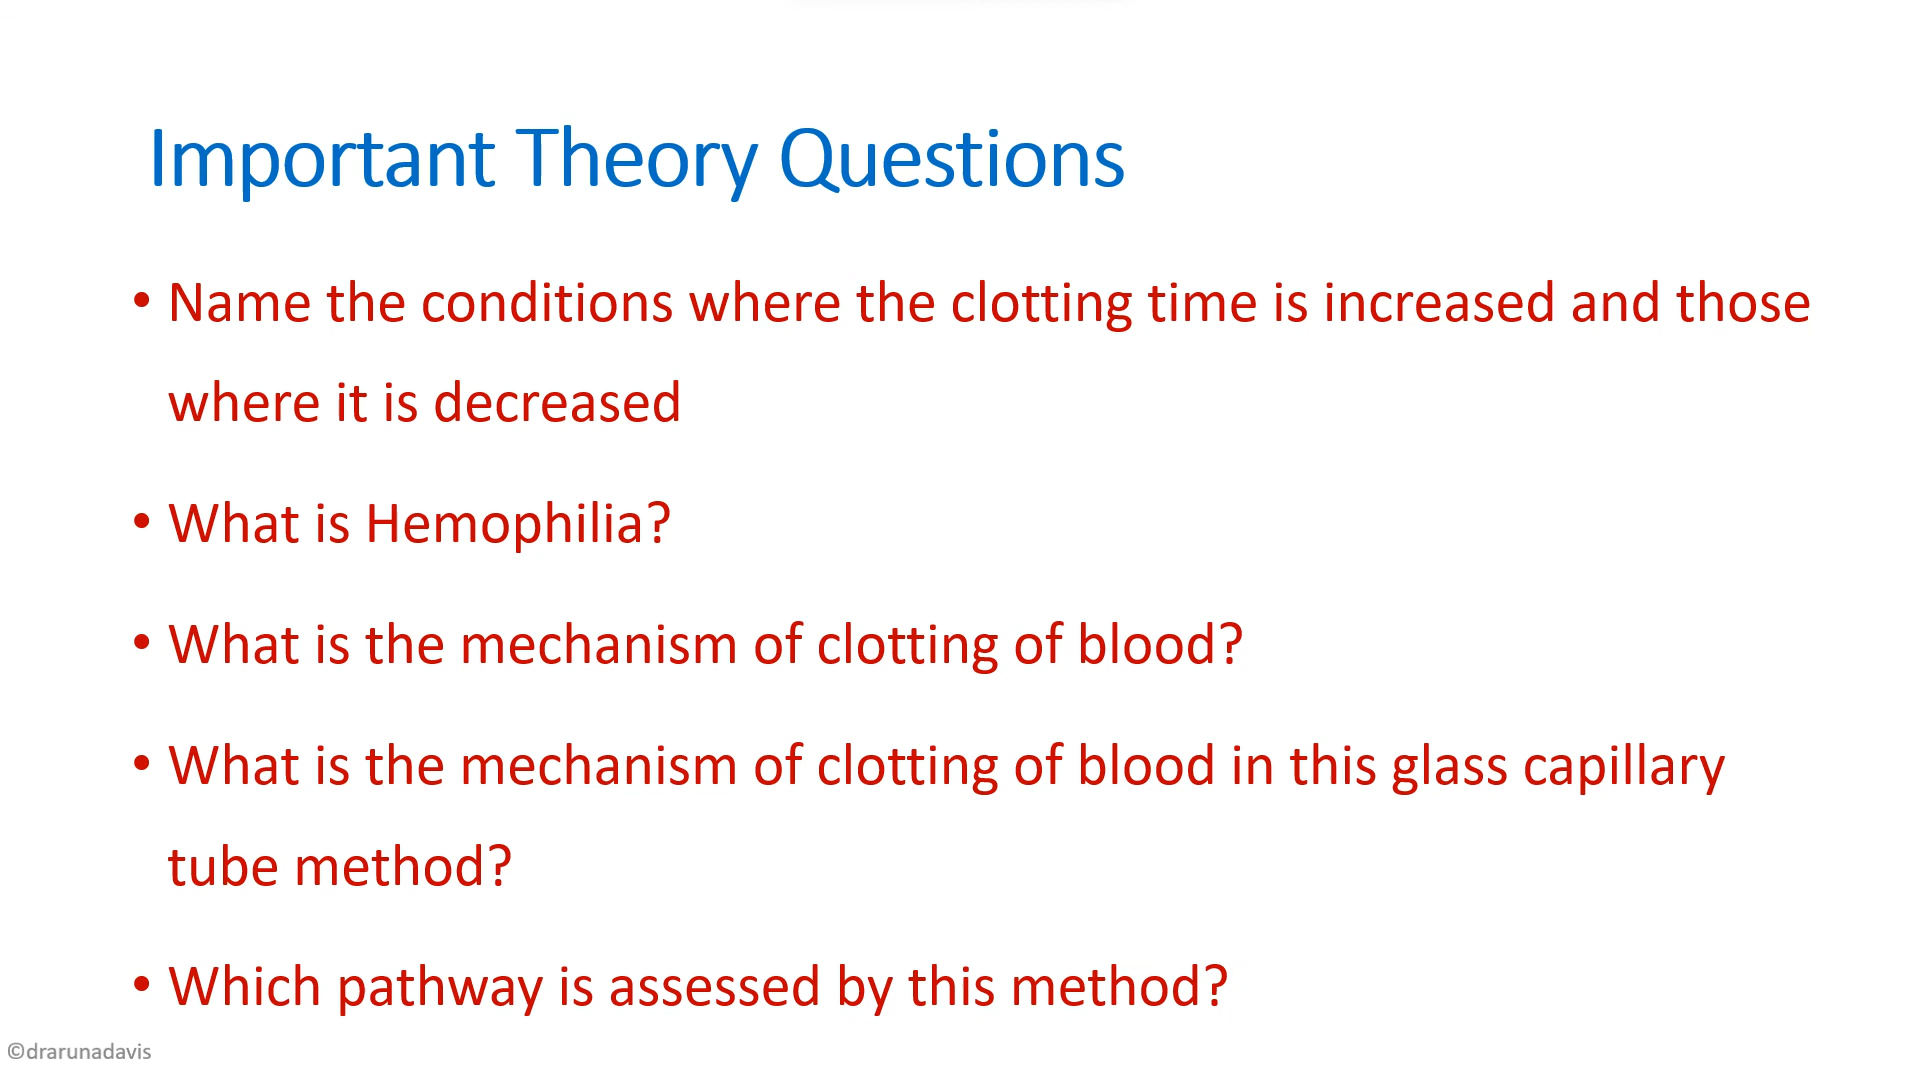 Important Theory Questions
• Name the conditions where the clotting time is increased and those
where it is decreased
• What is Hemophilia?
• What is the mechanism of clotting of blood?
• What is the mechanism of clotting of blood in this glass capillary
tube method?
• Which pathway is assessed by this method?
©drarunadavis